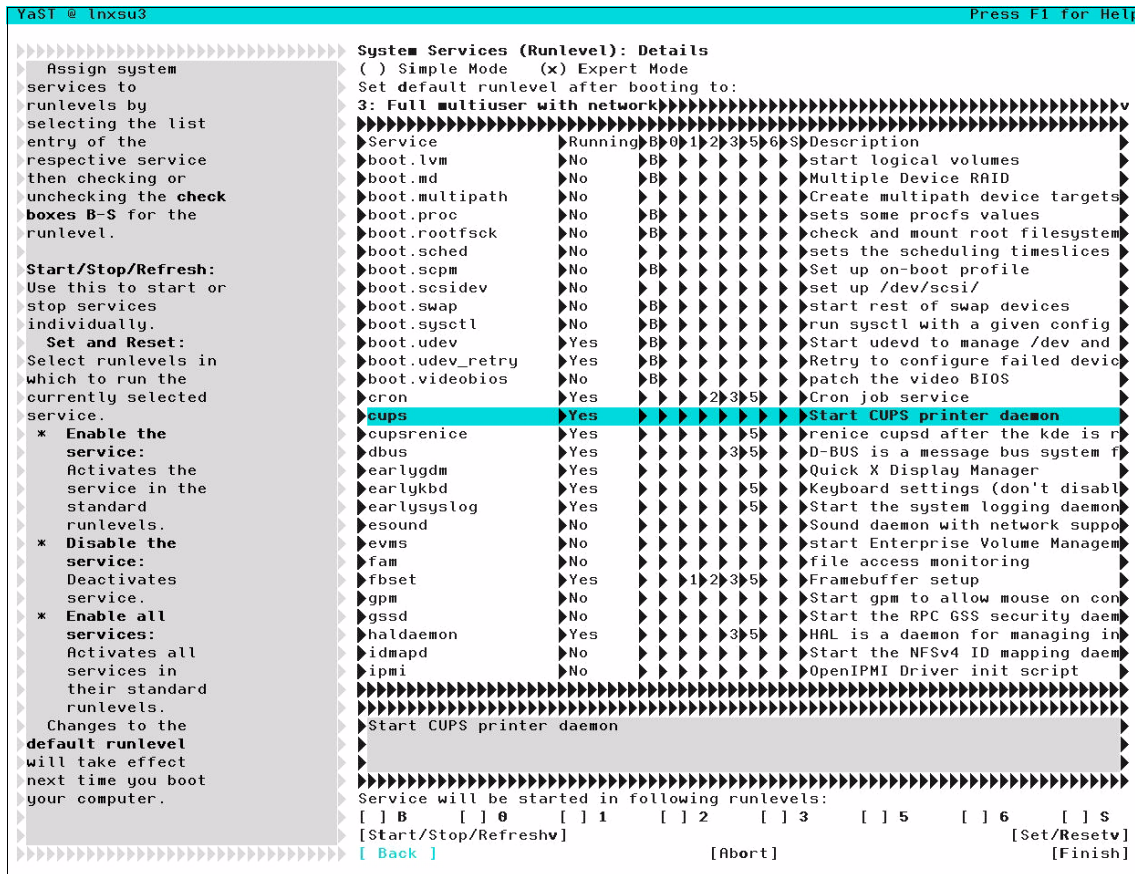 YaST @ lnxsu3 Press F1 for Help
Assign system
services to
runlevels by
selecting the list
entry of the
respective service
then checking or
unchecking the check
boxes B-S for the
runlevel.
Start/Stop/Refresh:
Use this to start or
stop services
individually.
Set and Reset:
Select runlevels in
which to run the
currently selected
service.
* Enable the
service:
Activates the
service in the
standard
runlevels.
* Disable the
service:
Deactivates
service.
* Enable all
services:
Activates all
services in
their standard
runlevels.
Changes to the
default runlevel
will take effect
next time you boot
your computer.
System Services (Runlevel): Details
( ) Simple Mode (x) Expert Mode
Set default runlevel after booting to:
3: Full multiuser with network v
Service Running B 0 1 2 3 5 6 S Description
boot.lvm No B start logical volumes
boot.md No B Multiple Device RAID
boot.multipath No Create multipath device targets
boot.proc No B sets some procfs values
boot.rootfsck No B check and mount root filesystem
boot.sched No sets the scheduling timeslices
boot.scpm No B Set up on-boot profile
boot.scsidev No set up /dev/scsi/
boot.swap No B start rest of swap devices
boot.sysctl No B run sysctl with a given config
boot.udev Yes B Start udevd to manage /dev and
boot.udev_retry Yes B Retry to configure failed devic
boot.videobios No B patch the video BIOS
cron Yes 2 3 5 Cron job service
cups Yes Start CUPS printer daemon
cupsrenice Yes 5 renice cupsd after the kde is r
dbus Yes 3 5 D-BUS is a message bus system f
earlygdm Yes Quick X Display Manager
earlykbd Yes 5 Keyboard settings (don't disabl
earlysyslog Yes 5 Start the system logging daemon
esound No Sound daemon with network suppo
evms No start Enterprise Volume Managem
fam No file access monitoring
fbset Yes 1 2 3 5 Framebuffer setup
gpm No Start gpm to allow mouse on con
gssd No Start the RPC GSS security daem
haldaemon Yes 3 5 HAL is a daemon for managing in
idmapd No Start the NFSv4 ID mapping daem
ipmi No OpenIPMI Driver init script
Start CUPS printer daemon
Service will be started in following runlevels:
[ ] B [ ] 0 [ ] 1 [ ] 2 [ ] 3 [ ] 5 [ ] 6 [ ] S
[Start/Stop/Refreshv] [Set/Resetv]
[ Back ] [Abort] [Finish]